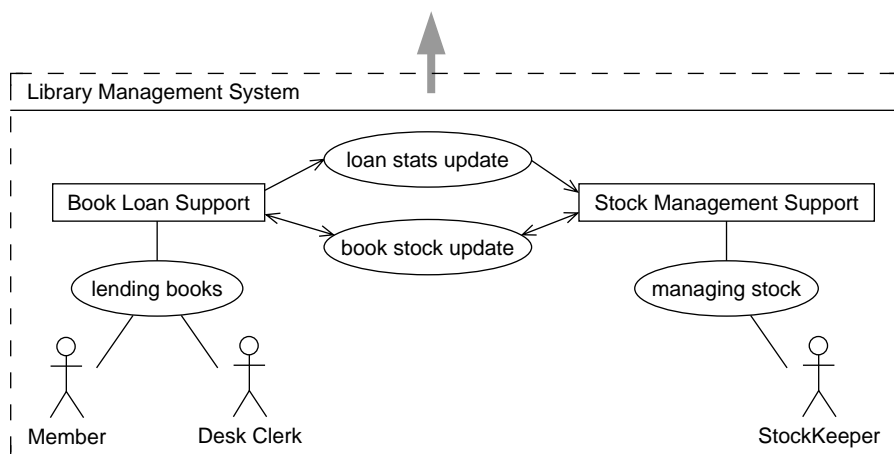 Library Management System
loan stats update
Book Loan Support
Stock Management Support
book stock update
lending books
managing stock
Member
Desk Clerk
StockKeeper